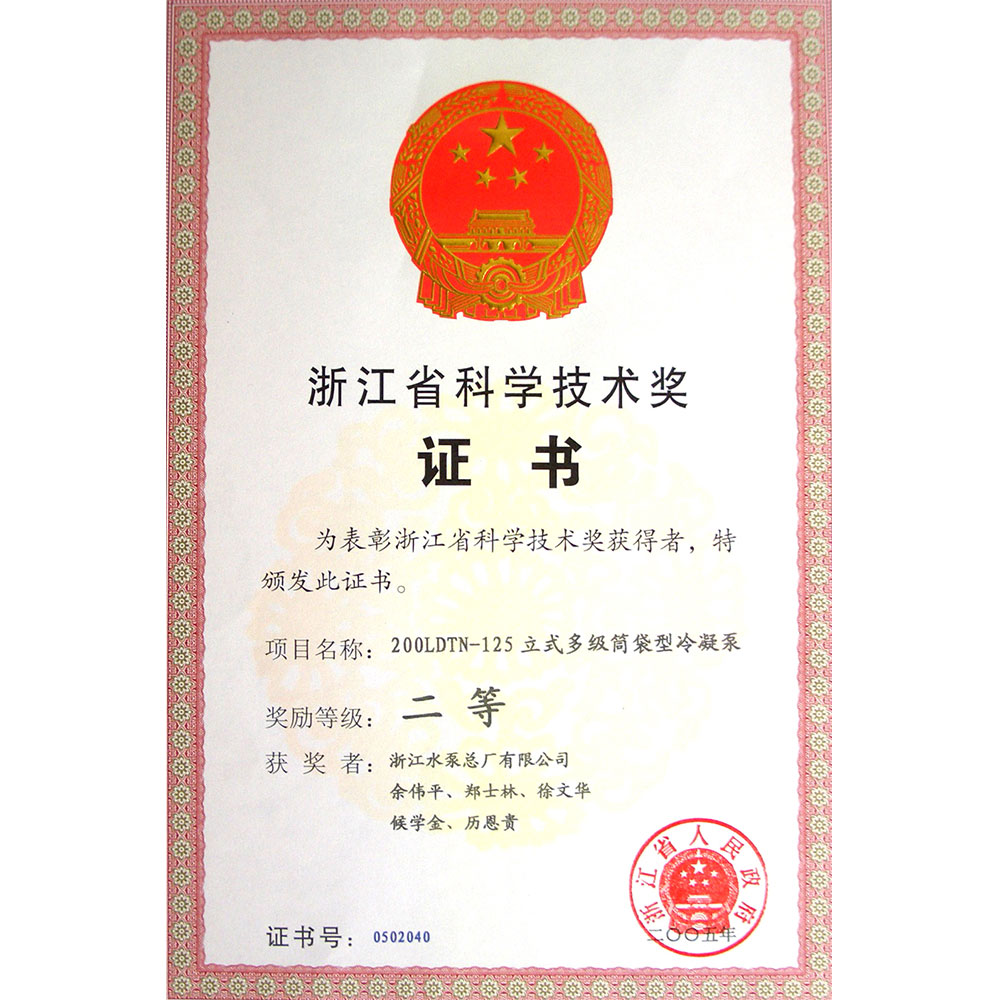 浙江省科学技术奖
证 书
为表彰浙江省科学技术奖获得者，特
颁发此证书。
项目名称：200LDTN-125 立式多级筒袋型冷凝泵
奖励等级：二 等
获 奖 者：浙江水泵总厂有限公司
余伟平、郑士林、徐文华
候学金、历恩贵
浙江省人民政府
二〇〇五年
证书号：0502040